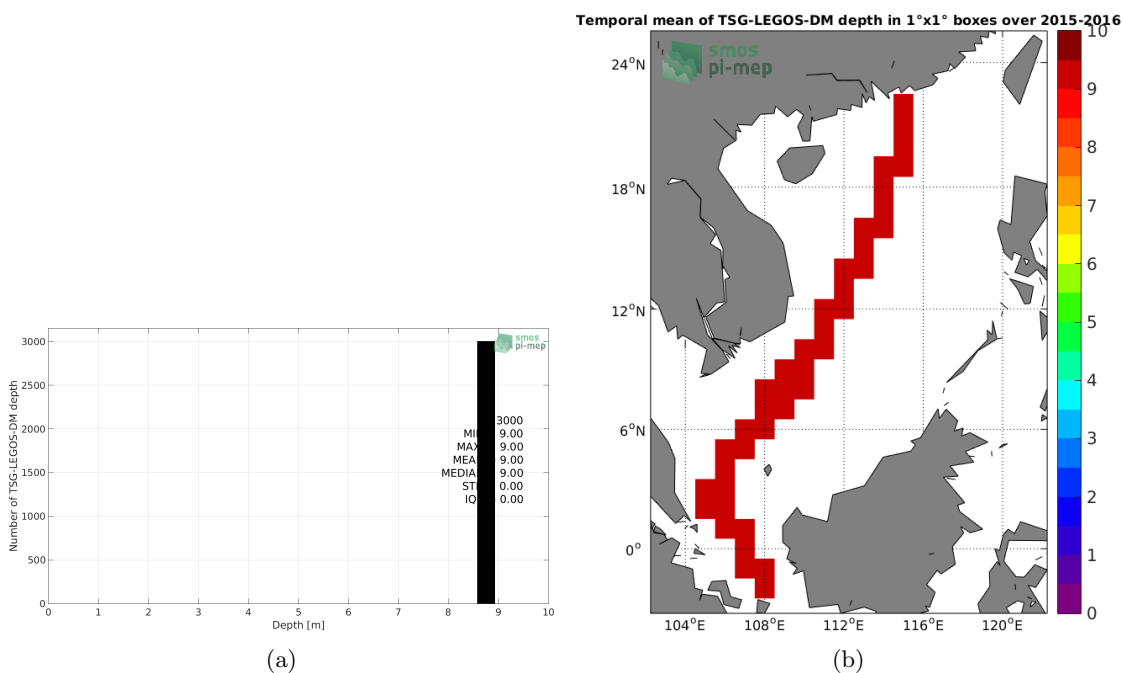 Temporal mean of TSG-LEGOS-DM depth in 1°x1° boxes over 2015-2016
smos
pi-mep
24°N
18°N
12°N
6°N
0°
104°E 108°E 112°E 116°E 120°E
10
9
8
7
6
5
4
3
2
1
0
smos
pi-mep
Number of TSG-LEGOS-DM depth
3000
2500
2000
1500
1000
500
0
3000
9.00
9.00
9.00
9.00
0.00
0.00
0 1 2 3 4 5 6 7 8 9 10
Depth [m]
(a) (b)